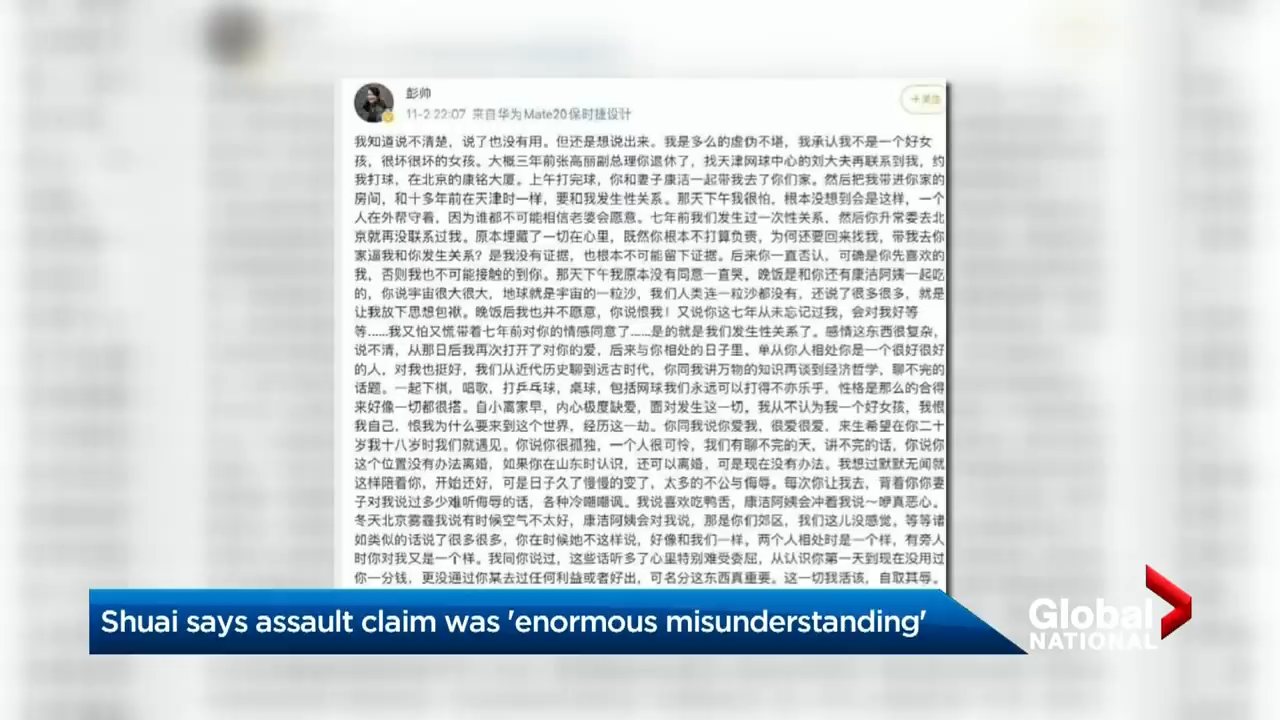 彭帅
11-2 22:07 来自华为Mate20保时捷设计
+关注
我知道说不清楚，说了也没有用。但还是想说出来。我是多么的虚伪不堪，我承认我不是一个好女
孩，很坏很坏的女孩。大概三年前张高丽副总理你退休了，找天津网球中心的刘大夫再联系到我，约
我打球，在北京的康铭大厦。上午打完球，你和妻子康洁一起带我去了你们家。然后把我带进你家的
房间，和十多年前在天津时一样，要和我发生性关系。那天下午我很怕，根本没想到会是这样，一个
人在外帮守着，因为谁都不可能相信老婆会愿意。七年前我们发生过一次性关系，然后你升常委去北
京就再没联系过我。原本埋藏了一切在心里，既然你根本不打算负责，为何还要回来找我，带我去你
家逼我和你发生关系？是我没有证据，也根本不可能留下证据。后来你一直否认，可确是你先喜欢的
我，否则我也不可能接触的到你。那天下午我原本没有同意一直哭，晚饭是和你还有康洁阿姨一起吃
的，你说宇宙很大很大，地球就是宇宙的一粒沙，我们人类连一粒沙都没有，还说了很多很多，就是
让我放下思想包袱。晚饭后我也并不愿意，你说恨我！又说你这七年从未忘记过我，会对我好等
等……我又怕又慌带着七年前对你的情感同意了……是的就是我们发生性关系了。感情这东西很复杂，
说不清，从那日后我再次打开了对你的爱，后来与你相处的日子里，单从你人相处你是一个很好很好
的人，对我也挺好，我们从近代历史聊到远古时代，你同我讲万物的知识再谈到经济哲学，聊不完的
话题。一起下棋，唱歌，打乒乓球，桌球，包括网球我们永远可以打得不亦乐乎，性格是那么的合得
来好像一切都很搭。自小离家早，内心极度缺爱，面对发生这一切，我从不认为我一个好女孩，我恨
我自己，恨我为什么要来到这个世界，经历这一劫。你同我说你爱我，很爱很爱，来生希望在你二十
岁我十八岁时我们就遇见。你说你很孤独，一个人很可怜，我们有聊不完的天，讲不完的话，你说你
这个位置没有办法离婚，如果你在山东时认识，还可以离婚，可是现在没有办法。我想过默默无闻就
这样陪着你，开始还好，可是日子久了慢慢的变了，太多的不公与侮辱。每次你让我去，背着你你妻
子对我说过多少难听侮辱的话，各种冷嘲嘲讽。我说喜欢吃鸭舌，康洁阿姨会冲着我说～咿真恶心。
冬天北京雾霾我说有时候空气不太好，康洁阿姨会对我说，那是你们郊区，我们这儿没感觉。等等诸
如类似的话说了很多很多，你在时候她不这样说，好像和我们一样。两个人相处时是一个样，有旁人
时你对我又是一个样。我同你说过，这些话听多了心里特别难受委屈，从认识你第一天到现在没用过
你一分钱，更没通过你某去过任何利益或者好出，可名分这东西真重要。这一切我活该，自取其辱。
Shuai says assault claim was 'enormous misunderstanding'
Global
NATIONAL